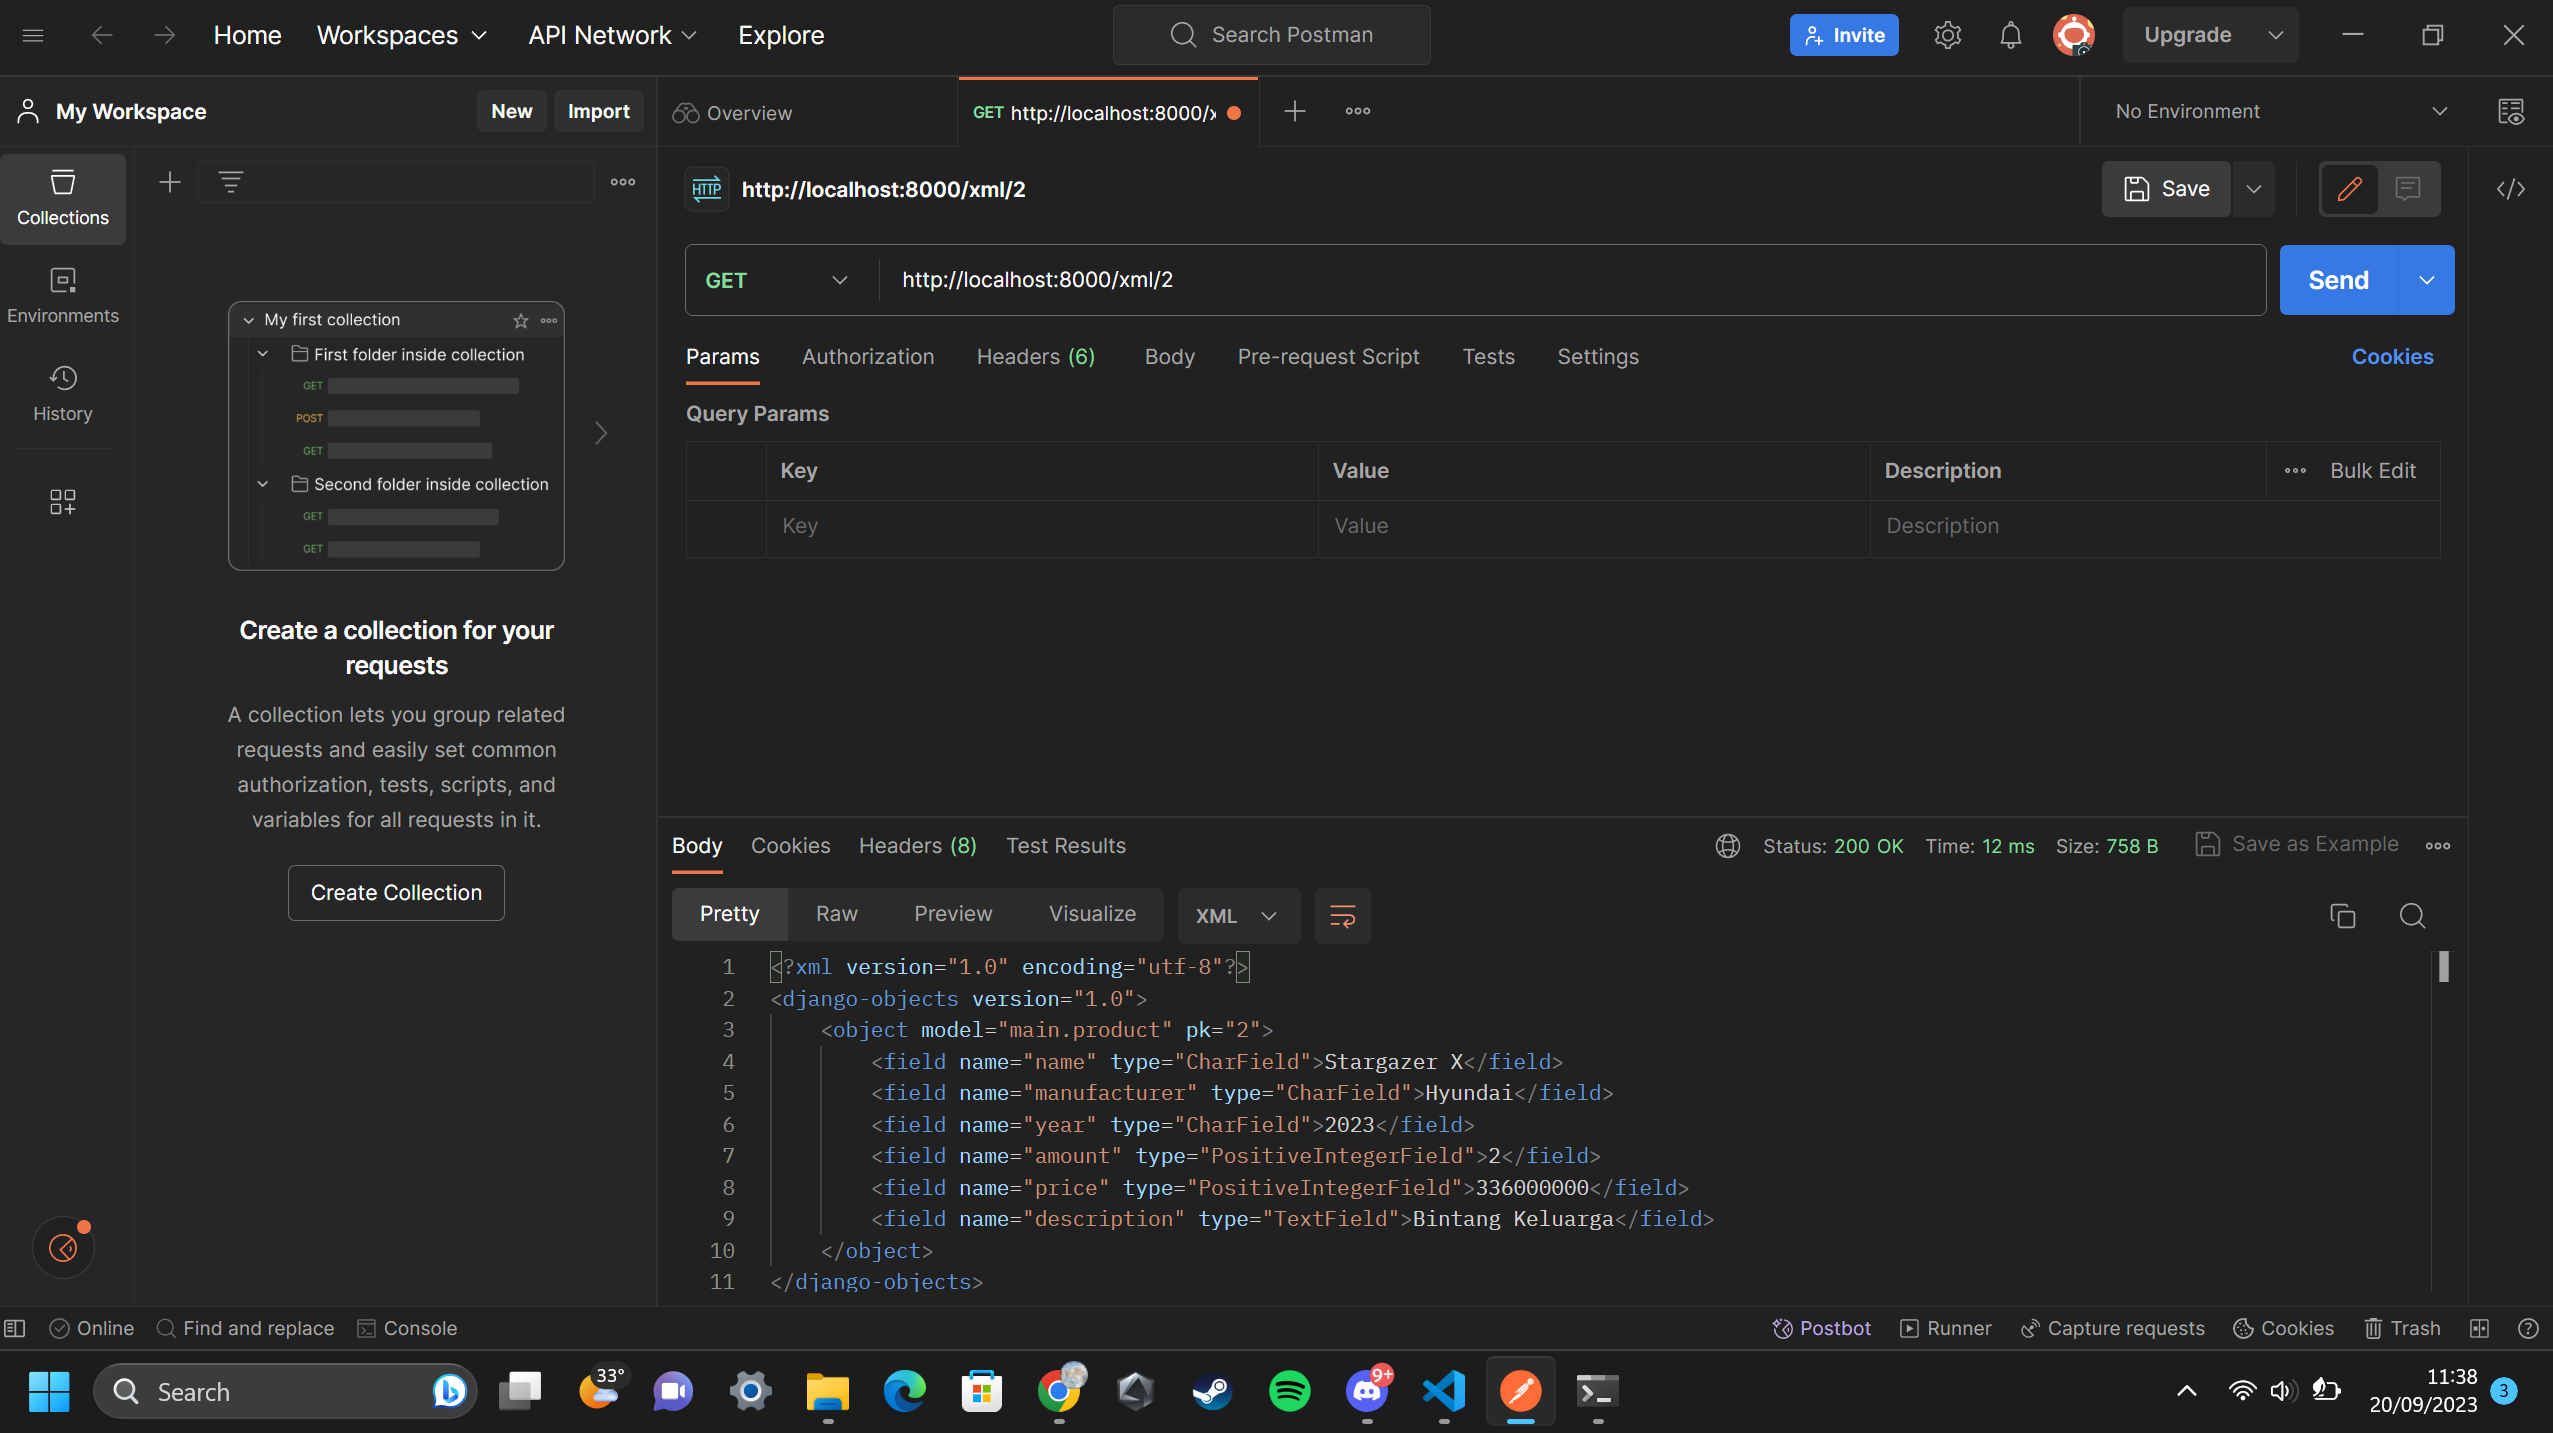 Home Workspaces API Network Explore Search Postman Invite Upgrade
My Workspace New Import Overview GET http://localhost:8000/x No Environment
Collections
Environments
History
My first collection
First folder inside collection
GET
POST
GET
Second folder inside collection
GET
GET
Create a collection for your
requests
A collection lets you group related
requests and easily set common
authorization, tests, scripts, and
variables for all requests in it.
Create Collection
HTTP http://localhost:8000/xml/2 Save
GET http://localhost:8000/xml/2 Send
Params Authorization Headers (6) Body Pre-request Script Tests Settings Cookies
Query Params
Key Value Description Bulk Edit
Key Value Description
Body Cookies Headers (8) Test Results Status: 200 OK Time: 12 ms Size: 758 B Save as Example
Pretty Raw Preview Visualize XML
1 <?xml version="1.0" encoding="utf-8"?>
2 <django-objects version="1.0">
3 <object model="main.product" pk="2">
4 <field name="name" type="CharField">Stargazer X</field>
5 <field name="manufacturer" type="CharField">Hyundai</field>
6 <field name="year" type="CharField">2023</field>
7 <field name="amount" type="PositiveIntegerField">2</field>
8 <field name="price" type="PositiveIntegerField">336000000</field>
9 <field name="description" type="TextField">Bintang Keluarga</field>
10 </object>
11 </django-objects>
Online Find and replace Console Postbot Runner Capture requests Cookies Trash
Search 33° 9+ 11:38
20/09/2023 3